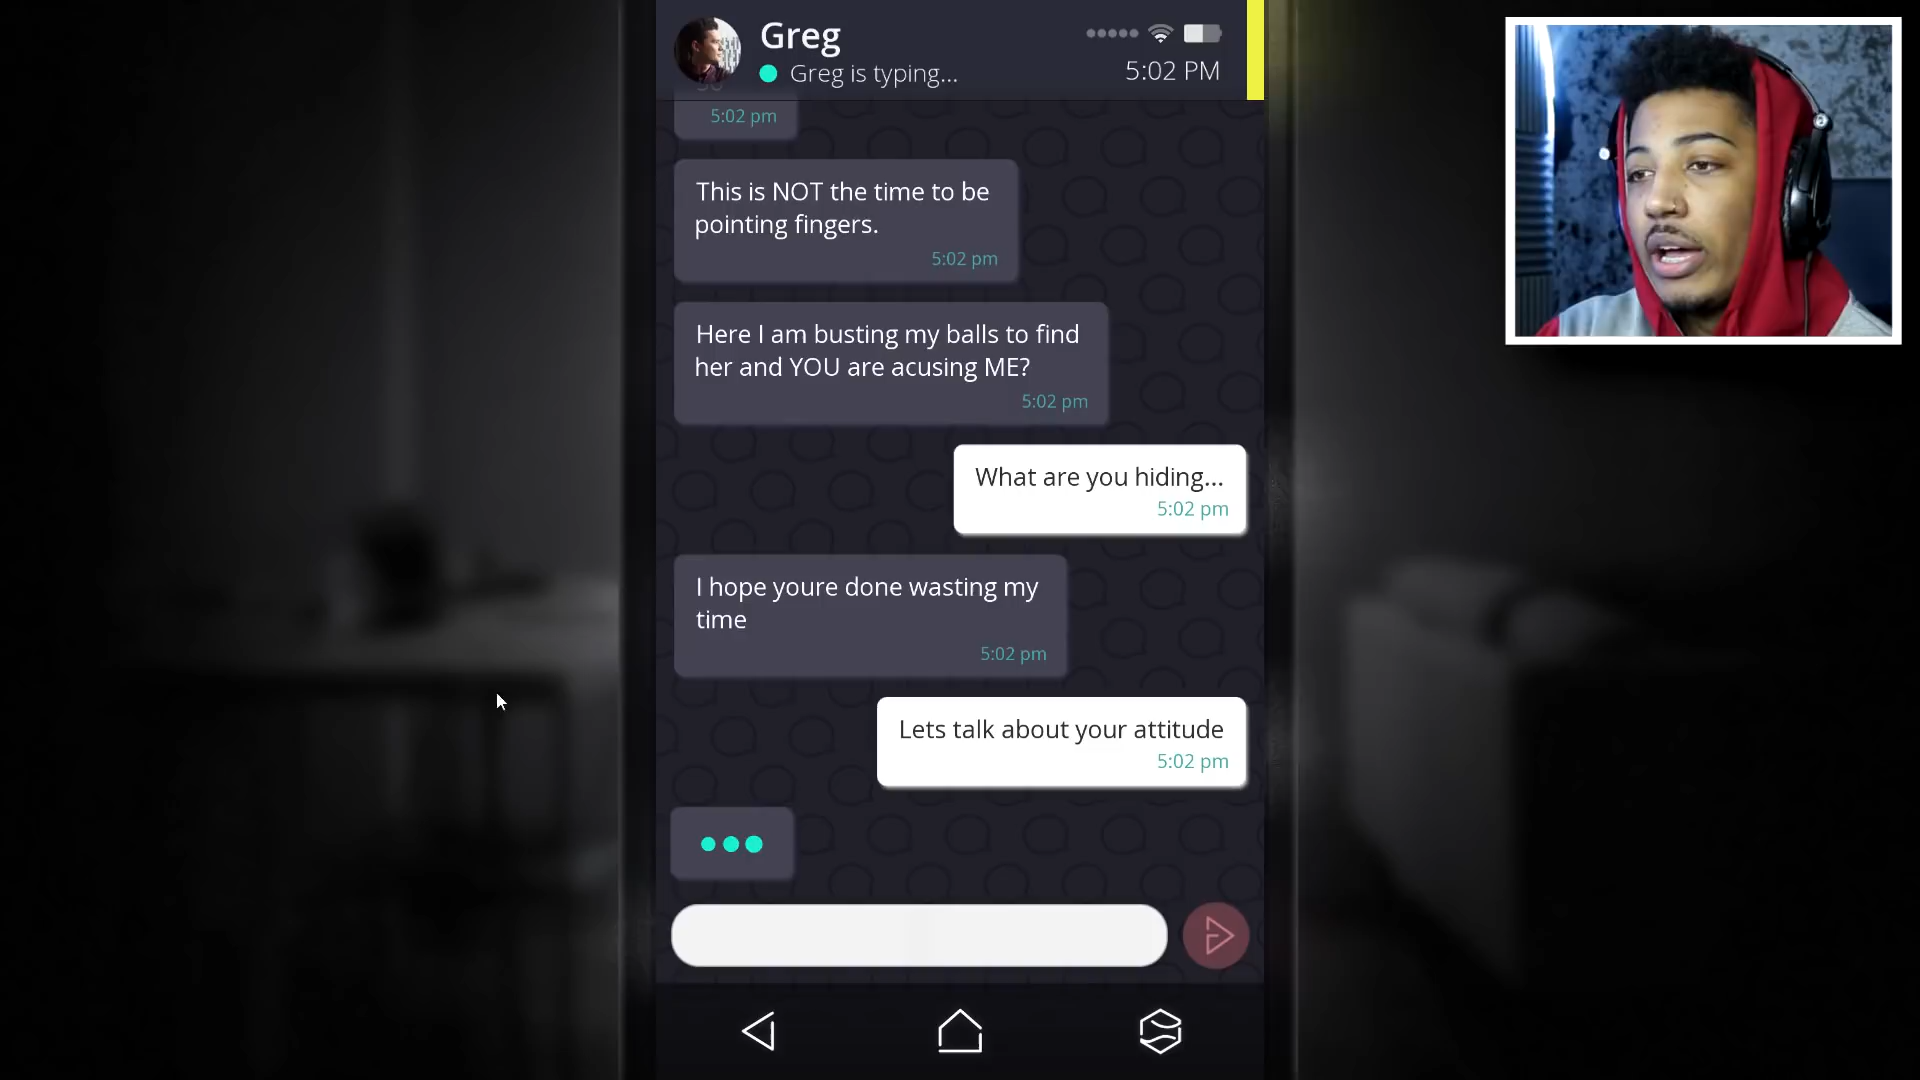 Greg
Greg is typing...
5:02 PM
5:02 pm
This is NOT the time to be
pointing fingers.
5:02 pm
Here I am busting my balls to find
her and YOU are acusing ME?
5:02 pm
What are you hiding...
5:02 pm
I hope youre done wasting my
time
5:02 pm
Lets talk about your attitude
5:02 pm